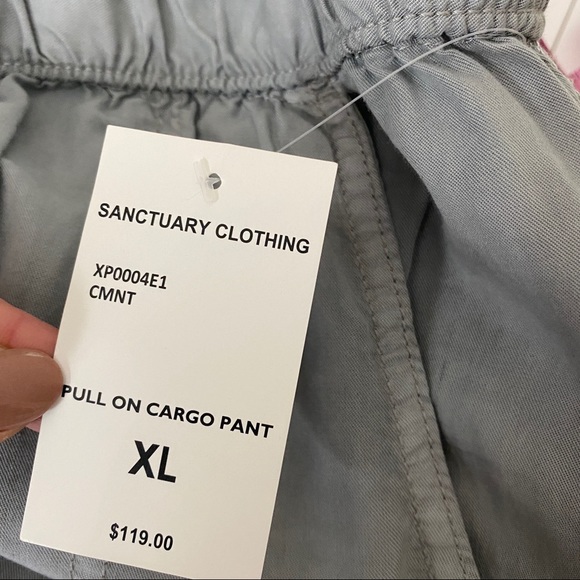 SANCTUARY CLOTHING
XP0004E1
CMNT
PULL ON CARGO PANT
XL
$119.00